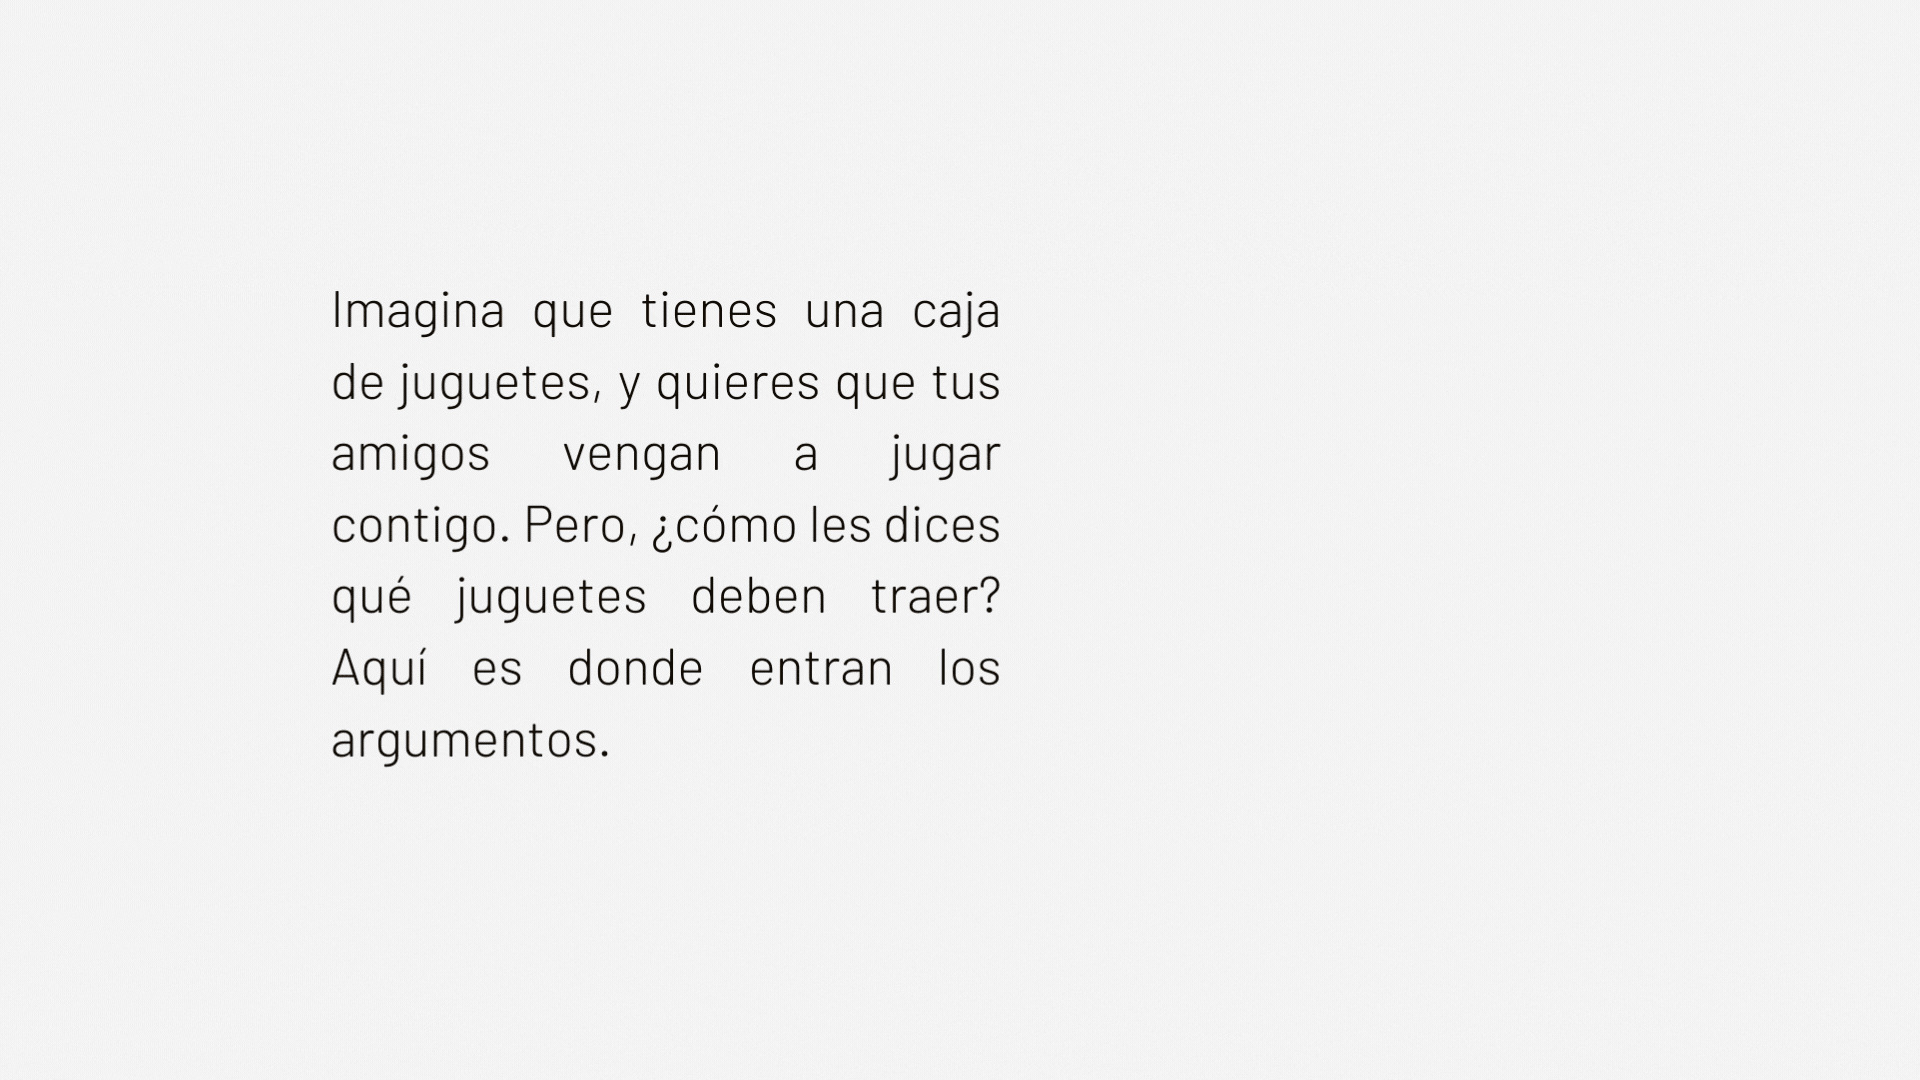 Imagina que tienes una caja
de juguetes, y quieres que tus
amigos vengan a jugar
contigo. Pero, ¿cómo les dices
qué juguetes deben traer?
Aquí es donde entran los
argumentos.